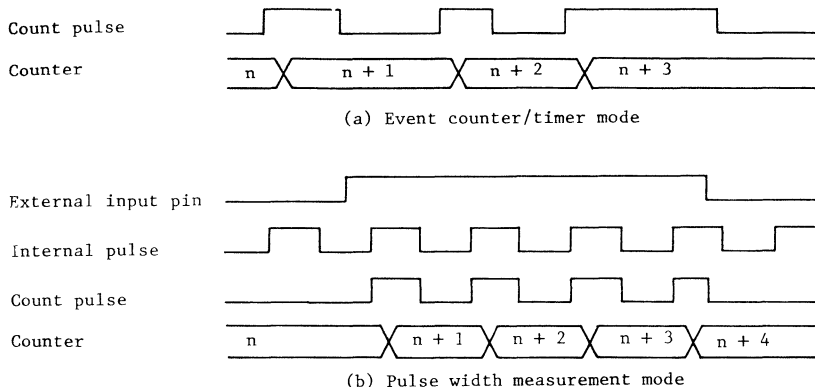 Count pulse
Counter
n n + 1 n + 2 n + 3
(a) Event counter/timer mode
External input pin
Internal pulse
Count pulse
Counter
n n + 1 n + 2 n + 3 n + 4
(b) Pulse width measurement mode